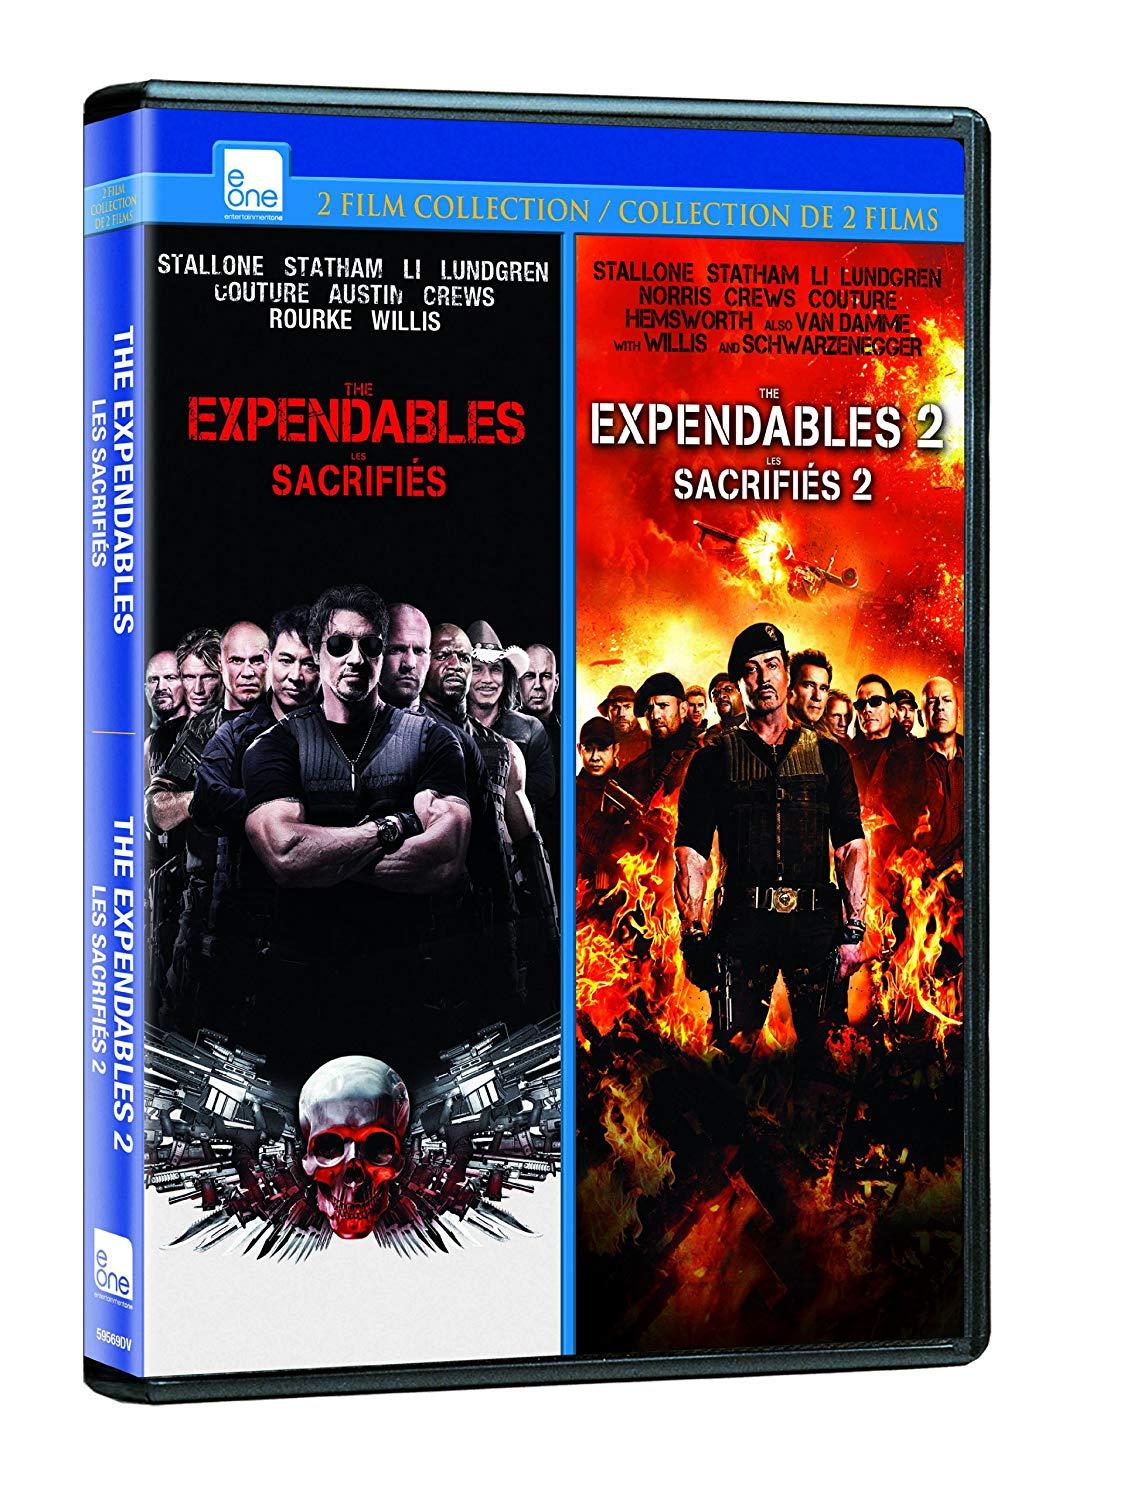 e
one
entertainmentone
2 FILM COLLECTION / COLLECTION DE 2 FILMS
STALLONE STATHAM LI LUNDGREN
COUTURE AUSTIN CREWS
ROURKE WILLIS
THE
EXPENDABLES
LES
SACRIFIÉS
STALLONE STATHAM LI LUNDGREN
NORRIS CREWS COUTURE
HEMSWORTH ALSO VAN DAMME
WITH WILLIS AND SCHWARZENEGGER
THE
EXPENDABLES 2
LES
SACRIFIÉS 2
2 FILM
COLLECTION
COLLECTION
DE 2 FILMS
THE EXPENDABLES
LES SACRIFIÉS
THE EXPENDABLES 2
LES SACRIFIÉS 2
e
one
entertainmentone
59569DV